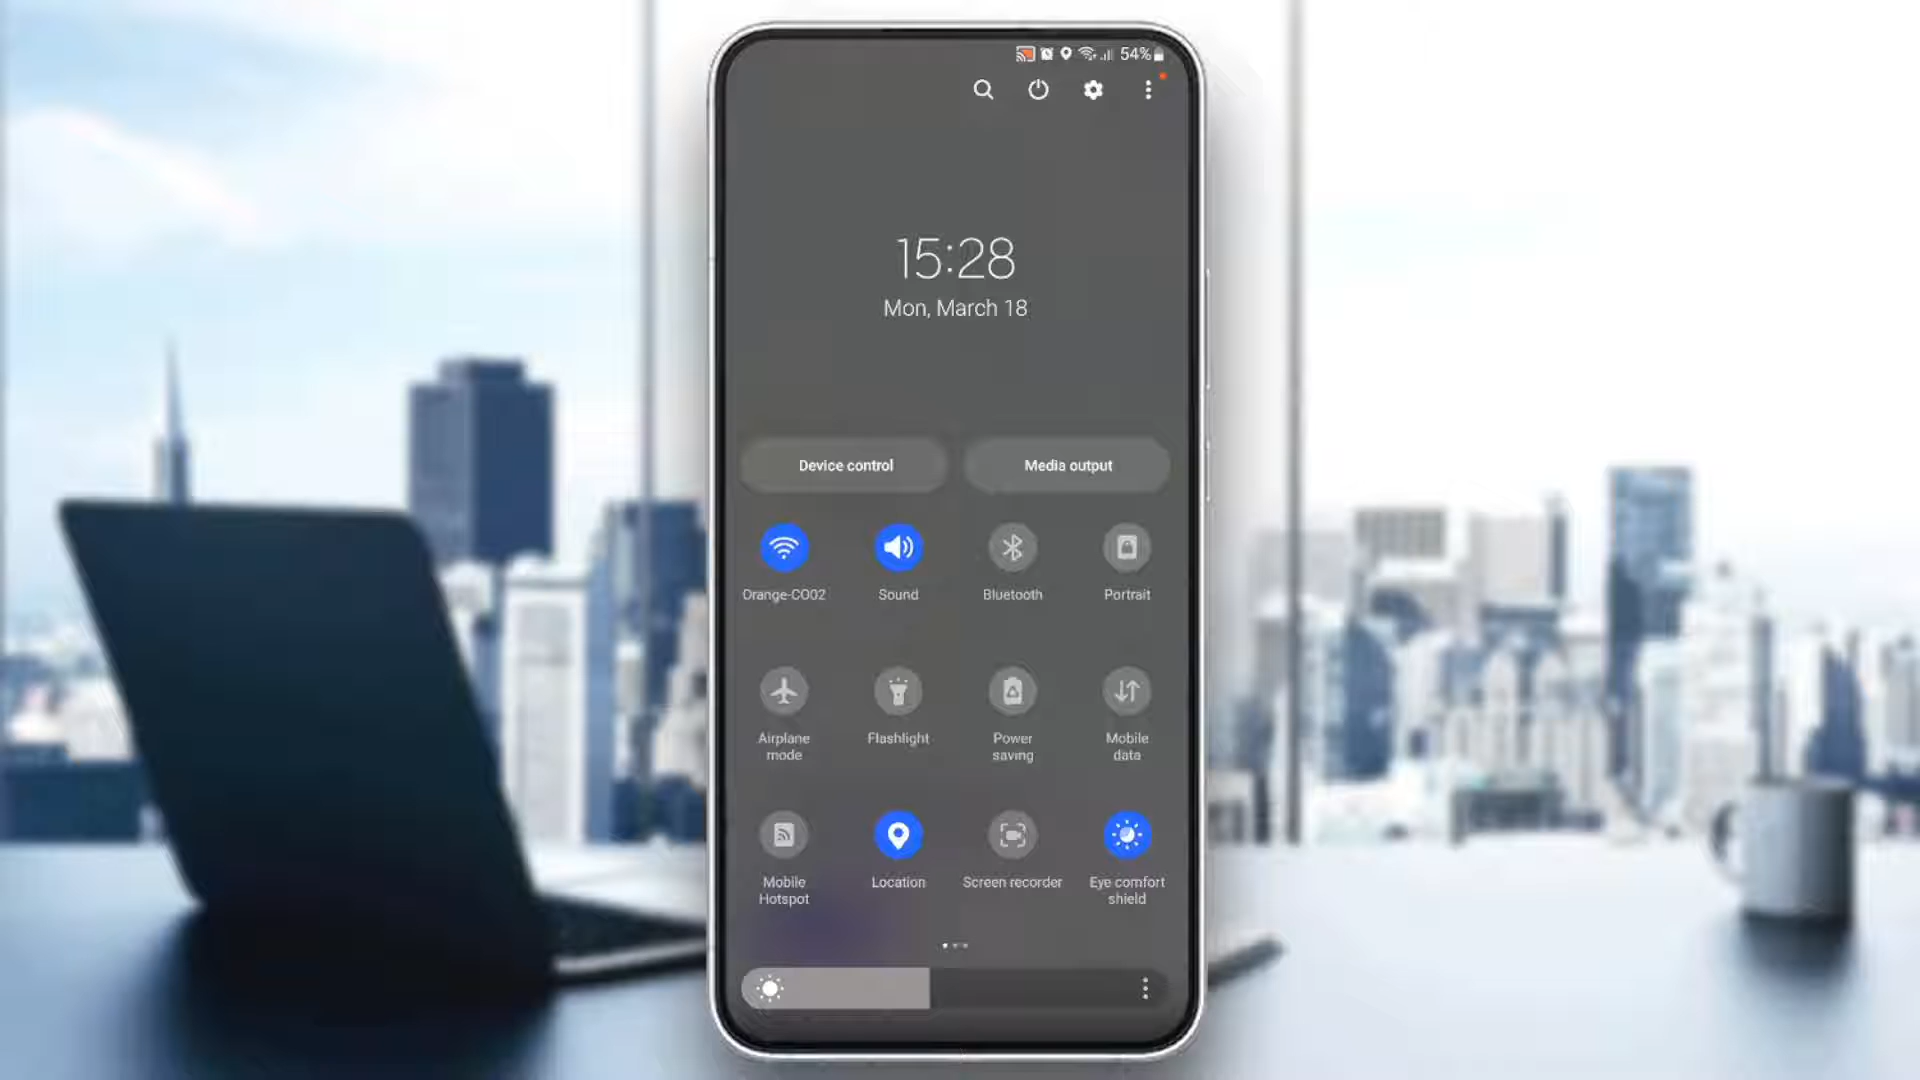 54%
15:28
Mon, March 18
Device control Media output
Orange-C002 Sound Bluetooth Portrait
Airplane mode Flashlight Power saving Mobile data
Mobile Hotspot Location Screen recorder Eye comfort shield